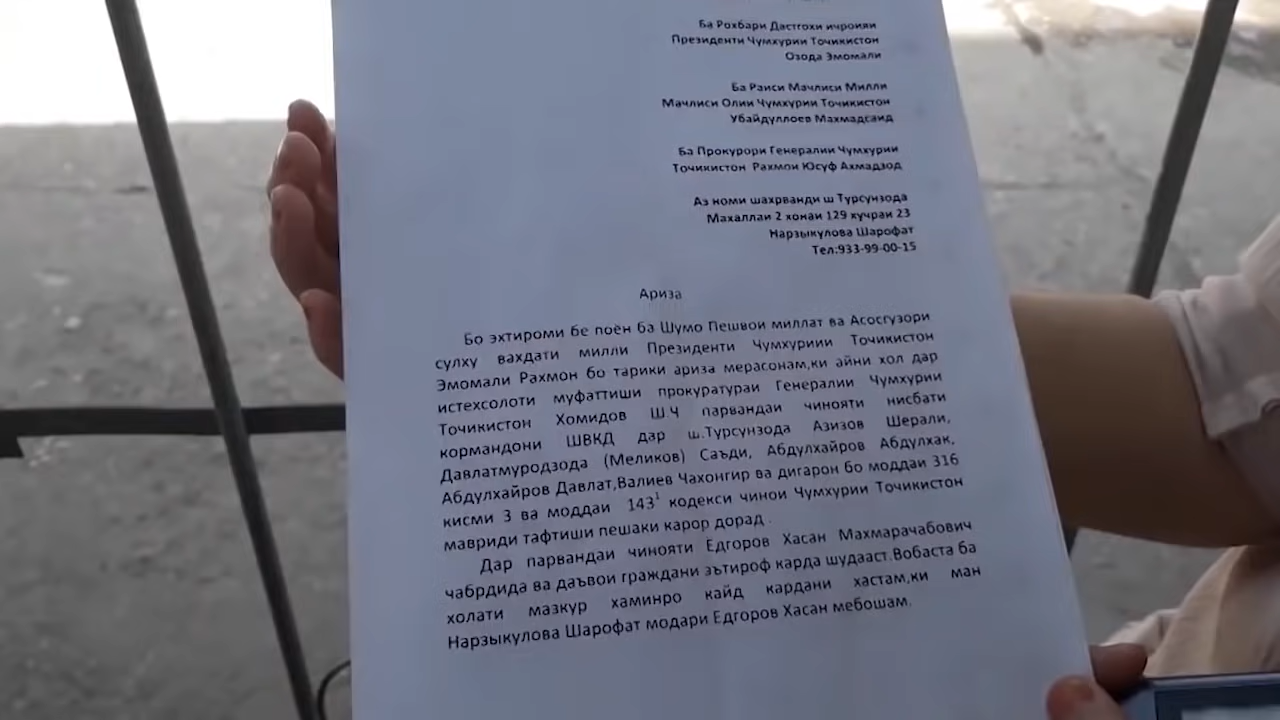 Ба Рохбари Дастгохи ичроияи
Президенти Чумхурии Точикистон
Озода Эмомали
Ба Раиси Мачлиси Милли
Мачлиси Олии Чумхурии Точикистон
Убайдуллоев Махмадсаид
Ба Прокурори Генералии Чумхурии
Точикистон Рахмон Юсуф Ахмадзод
Аз номи шахрванди ш Турсунзода
Махаллаи 2 хонаи 129 хучраи 23
Нарзыкулова Шарофат
Тел:933-99-00-15
Ариза
Бо эхтироми бе поён ба Шумо Пешвои миллат ва Асосгузори
сулху вахдати милли Президенти Чумхуриии Точикистон
Эмомали Рахмон бо тарики ариза мерасонам,ки айни хол дар
истехсолоти муфаттиши прокуратураи Генералии Чумхурии
Точикистон Хомидов Ш.Ч парвандаи чинояти нисбати
кормандони ШВКД дар ш.Турсунзода Азизов Шерали,
Давлатмуродзода (Меликов) Саъди, Абдулхайров Абдулхак,
Абдулхайров Давлат,Валиев Чахонгир ва дигарон бо моддаи 316
кисми 3 ва моддаи 143¹ кодекси чинои Чумхурии Точикистон
мавриди тафтиши пешаки карор дорад .
Дар парвандаи чинояти Едгоров Хасан Махмарачабович
чабрдида ва даъвои граждани эътироф карда шудааст.Вобаста ба
холати мазкур хаминро кайд кардани хастам,ки ман
Нарзыкулова Шарофат модари Едгоров Хасан мебошам.